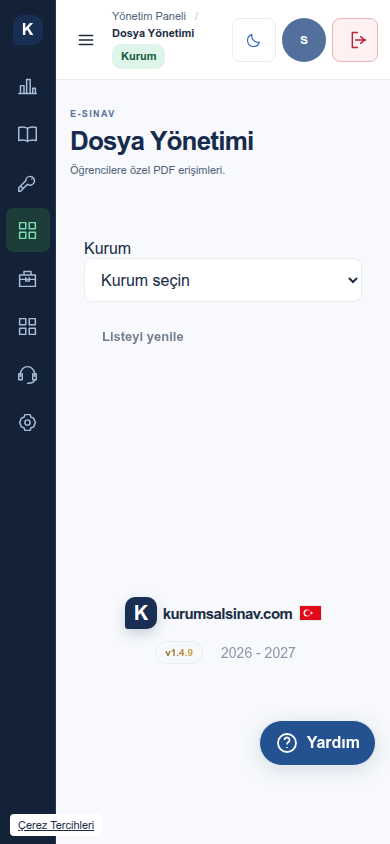 K
Yönetim Paneli /
Dosya Yönetimi
Kurum
S
E-SINAV
Dosya Yönetimi
Öğrencilere özel PDF erişimleri.
Kurum
Kurum seçin
Listeyi yenile
K kurumsalsinav.com
v1.4.9 2026 - 2027
Yardım
Çerez Tercihleri